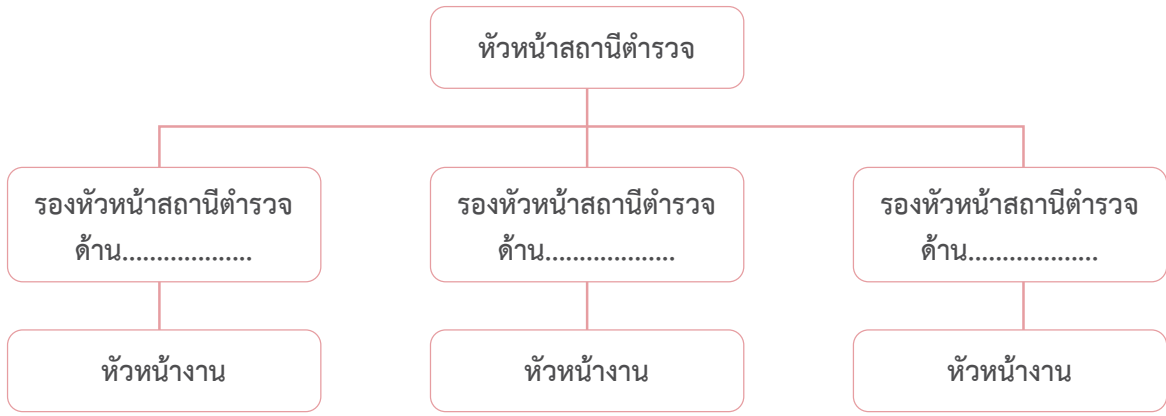 หัวหน้าสถานีตำรวจ
รองหัวหน้าสถานีตำรวจ
ด้าน...................
รองหัวหน้าสถานีตำรวจ
ด้าน...................
รองหัวหน้าสถานีตำรวจ
ด้าน...................
หัวหน้างาน
หัวหน้างาน
หัวหน้างาน